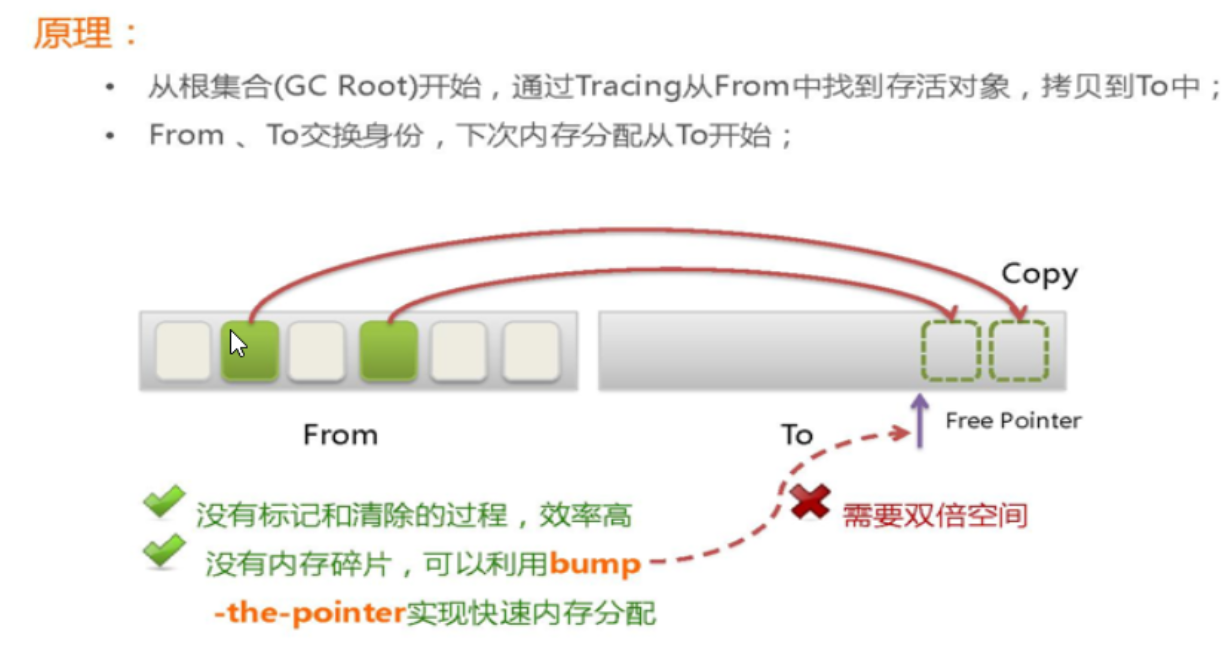 原理：
• 从根集合(GC Root)开始，通过Tracing从From中找到存活对象，拷贝到To中；
• From 、To交换身份，下次内存分配从To开始；
Copy
From
To
Free Pointer
没有标记和清除的过程，效率高
需要双倍空间
没有内存碎片，可以利用bump
-the-pointer实现快速内存分配